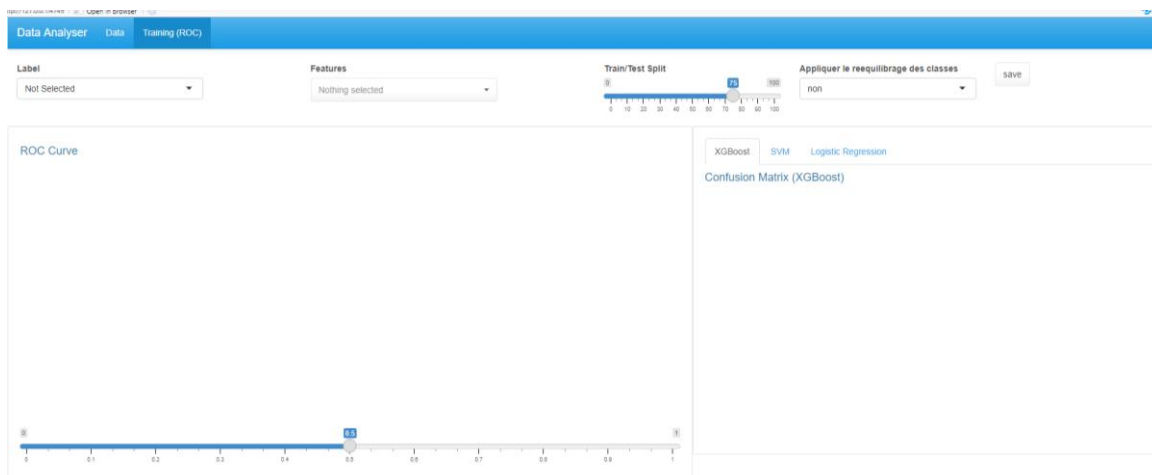 Open in Browser
Data Analyser Data Training (ROC)
Label Features Train/Test Split Appliquer le reequilibrage des classes
Not Selected Nothing selected 0 75 100 non save
0 10 20 30 40 50 60 70 80 90 100
ROC Curve XGBoost SVM Logistic Regression
Confusion Matrix (XGBoost)
0 0.5 1
0 0.1 0.2 0.3 0.4 0.5 0.6 0.7 0.8 0.9 1